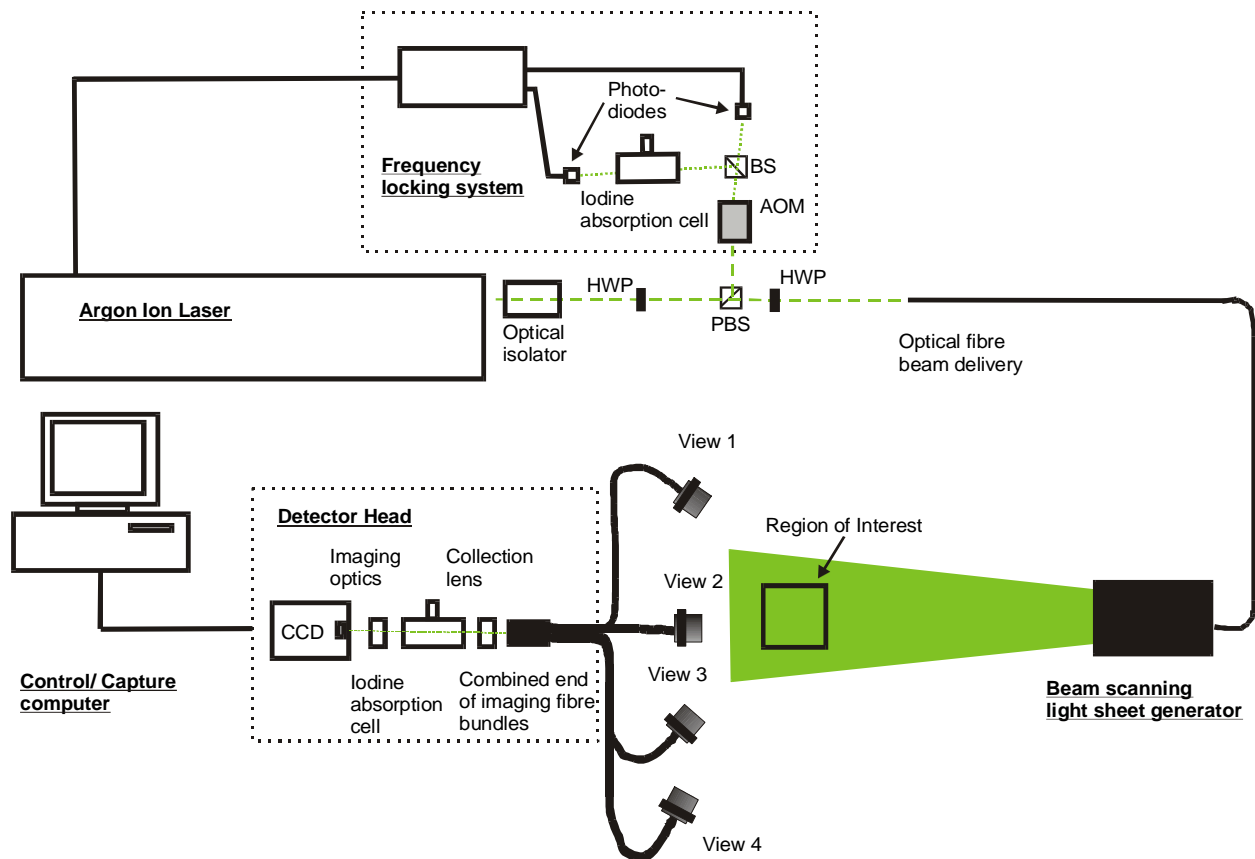 Photo-
diodes
Frequency
locking system
BS
Iodine
absorption cell
AOM
HWP
HWP
Argon Ion Laser
PBS
Optical
isolator
Optical fibre
beam delivery
View 1
Detector Head
Region of Interest
Imaging
optics
Collection
lens
View 2
CCD
View 3
Control/ Capture
computer
Iodine
absorption
cell
Combined end
of imaging fibre
bundles
Beam scanning
light sheet generator
View 4